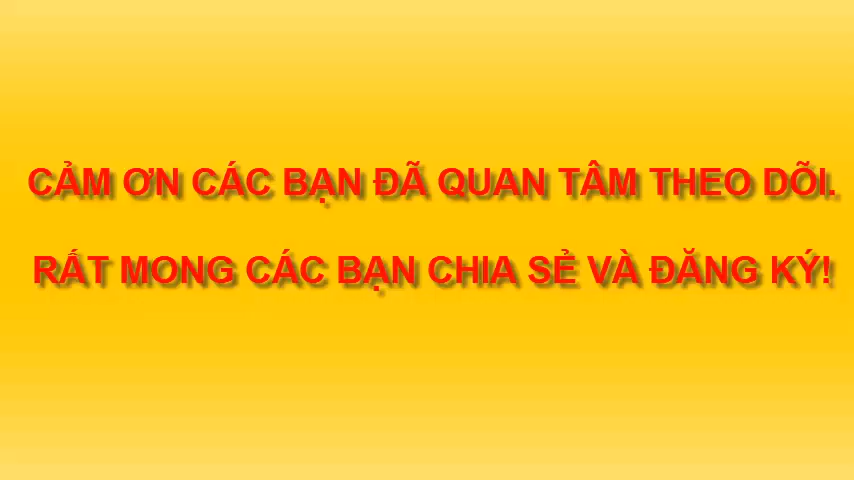 CẢM ƠN CÁC BẠN ĐÃ QUAN TÂM THEO DÕI.
RẤT MONG CÁC BẠN CHIA SẺ VÀ ĐĂNG KÝ!